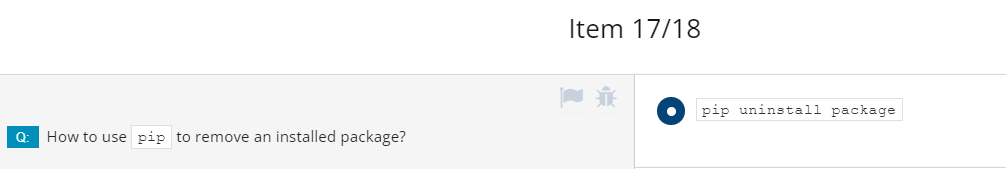 Item 17/18
Q: How to use pip to remove an installed package?
pip uninstall package